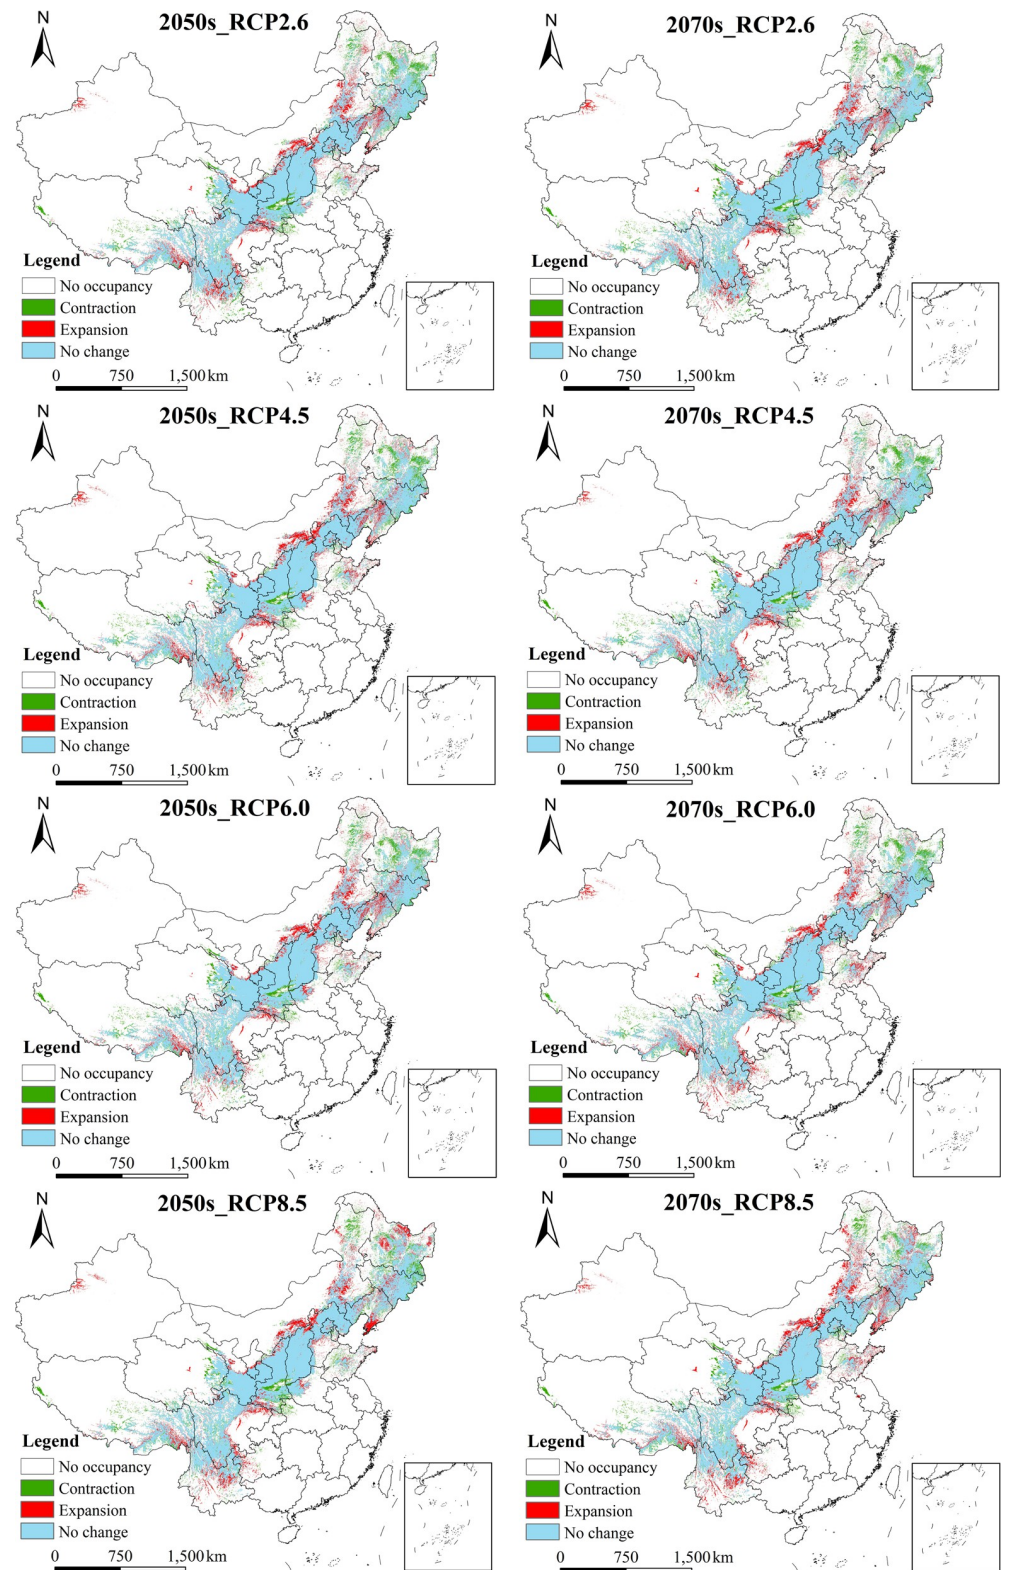 N
2050s_RCP2.6
Legend
No occupancy
Contraction
Expansion
No change
0 750 1,500 km
N
2070s_RCP2.6
Legend
No occupancy
Contraction
Expansion
No change
0 750 1,500 km
N
2050s_RCP4.5
Legend
No occupancy
Contraction
Expansion
No change
0 750 1,500 km
N
2070s_RCP4.5
Legend
No occupancy
Contraction
Expansion
No change
0 750 1,500 km
N
2050s_RCP6.0
Legend
No occupancy
Contraction
Expansion
No change
0 750 1,500 km
N
2070s_RCP6.0
Legend
No occupancy
Contraction
Expansion
No change
0 750 1,500 km
N
2050s_RCP8.5
Legend
No occupancy
Contraction
Expansion
No change
0 750 1,500 km
N
2070s_RCP8.5
Legend
No occupancy
Contraction
Expansion
No change
0 750 1,500 km